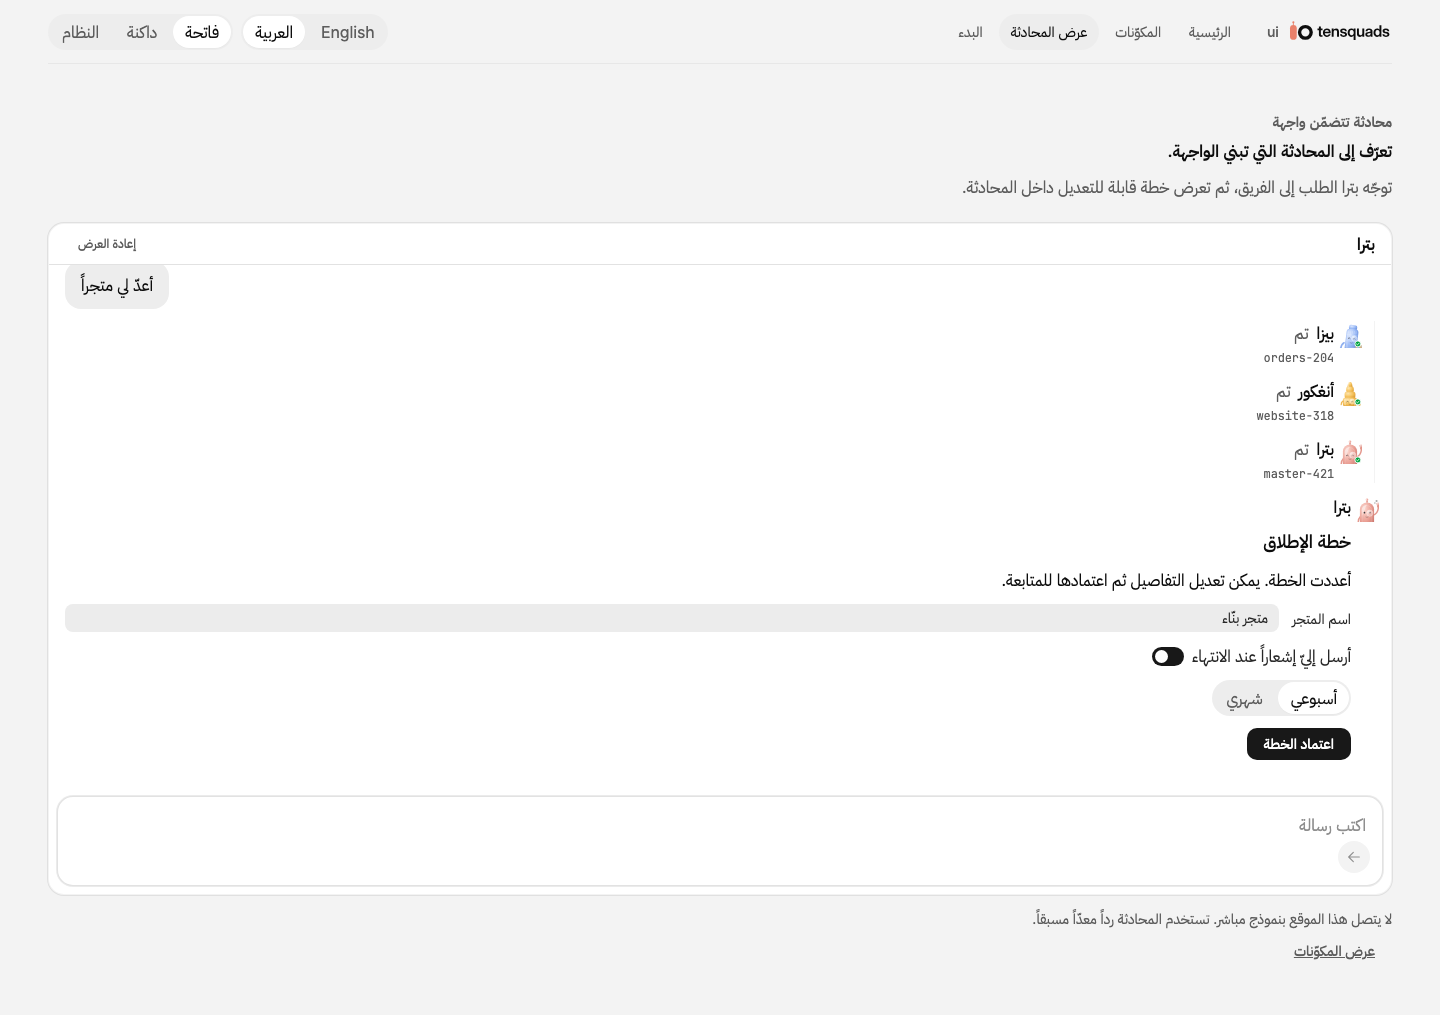 tensquads ui
الرئيسية
المكوّنات
عرض المحادثة
البدء
English
العربية
فاتحة
داكنة
النظام
محادثة تتضمّن واجهة
تعرّف إلى المحادثة التي تبني الواجهة.
توجّه بترا الطلب إلى الفريق، ثم تعرض خطة قابلة للتعديل داخل المحادثة.
بترا
إعادة العرض
أعدّ لي متجراً
بيزا تم
orders-204
أنغكور تم
website-318
بترا تم
master-421
بترا
خطة الإطلاق
أعددت الخطة. يمكن تعديل التفاصيل ثم اعتمادها للمتابعة.
اسم المتجر متجر بنّاء
أرسل إليّ إشعاراً عند الانتهاء
أسبوعي شهري
اعتماد الخطة
اكتب رسالة
لا يتصل هذا الموقع بنموذج مباشر. تستخدم المحادثة رداً معدّاً مسبقاً.
عرض المكوّنات